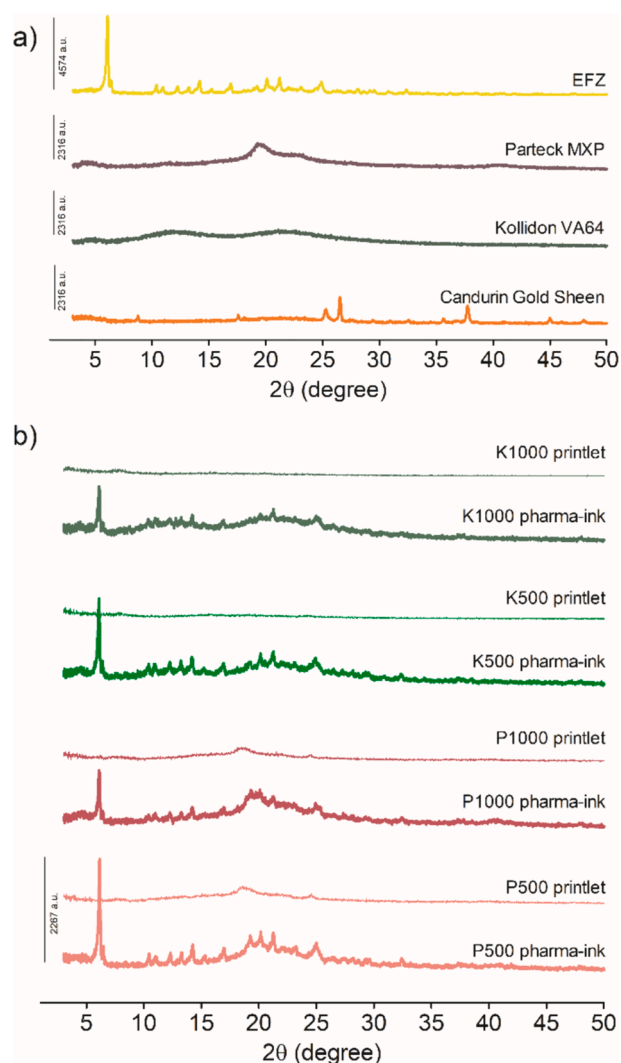 a)
4574 a.u.
EFZ
2316 a.u.
Parteck MXP
2316 a.u.
Kollidon VA64
2316 a.u.
Candurin Gold Sheen
5 10 15 20 25 30 35 40 45 50
2θ (degree)
b)
K1000 printlet
K1000 pharma-ink
K500 printlet
K500 pharma-ink
P1000 printlet
P1000 pharma-ink
2267 a.u.
P500 printlet
P500 pharma-ink
5 10 15 20 25 30 35 40 45 50
2θ (degree)